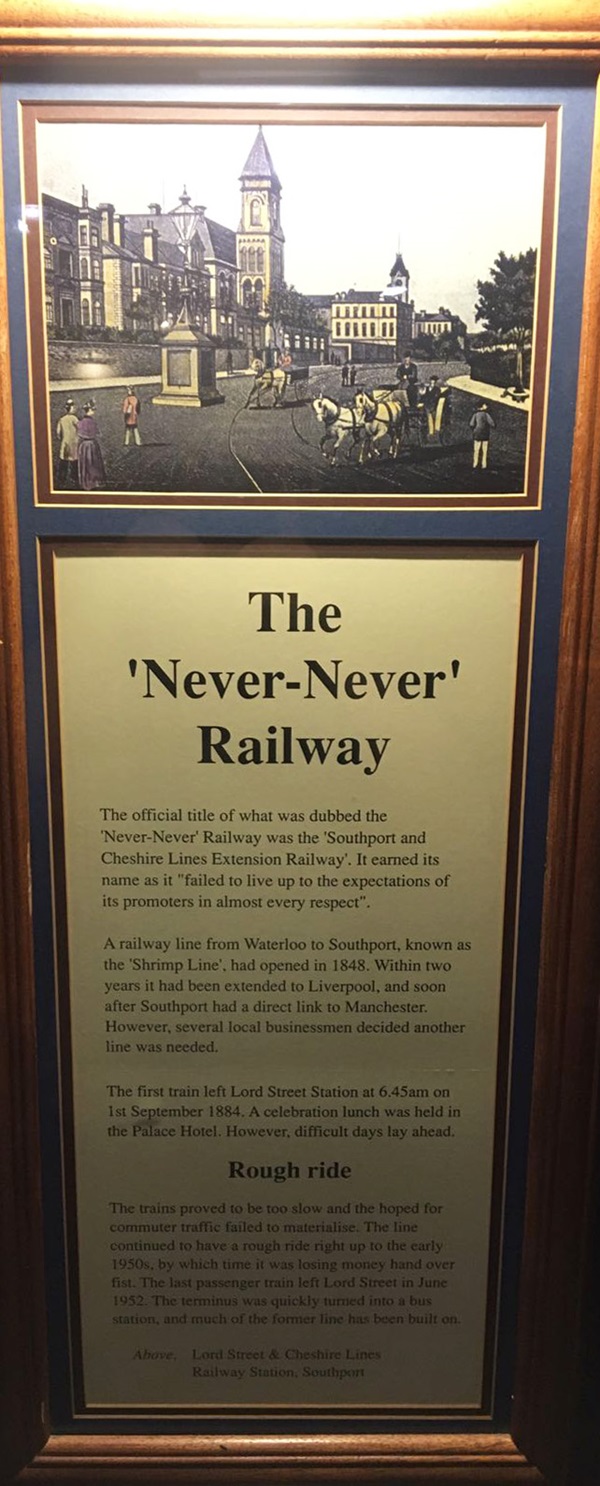 The
'Never-Never'
Railway
The official title of what was dubbed the
'Never-Never' Railway was the 'Southport and
Cheshire Lines Extension Railway'. It earned its
name as it "failed to live up to the expectations of
its promoters in almost every respect".
A railway line from Waterloo to Southport, known as
the 'Shrimp Line', had opened in 1848. Within two
years it had been extended to Liverpool, and soon
after Southport had a direct link to Manchester.
However, several local businessmen decided another
line was needed.
The first train left Lord Street Station at 6.45am on
1st September 1884. A celebration lunch was held in
the Palace Hotel. However, difficult days lay ahead.
Rough ride
The trains proved to be too slow and the hoped for
commuter traffic failed to materialise. The line
continued to have a rough ride right up to the early
1950s, by which time it was losing money hand over
fist. The last passenger train left Lord Street in June
1952. The terminus was quickly turned into a bus
station, and much of the former line has been built on.
Above, Lord Street & Cheshire Lines
Railway Station, Southport